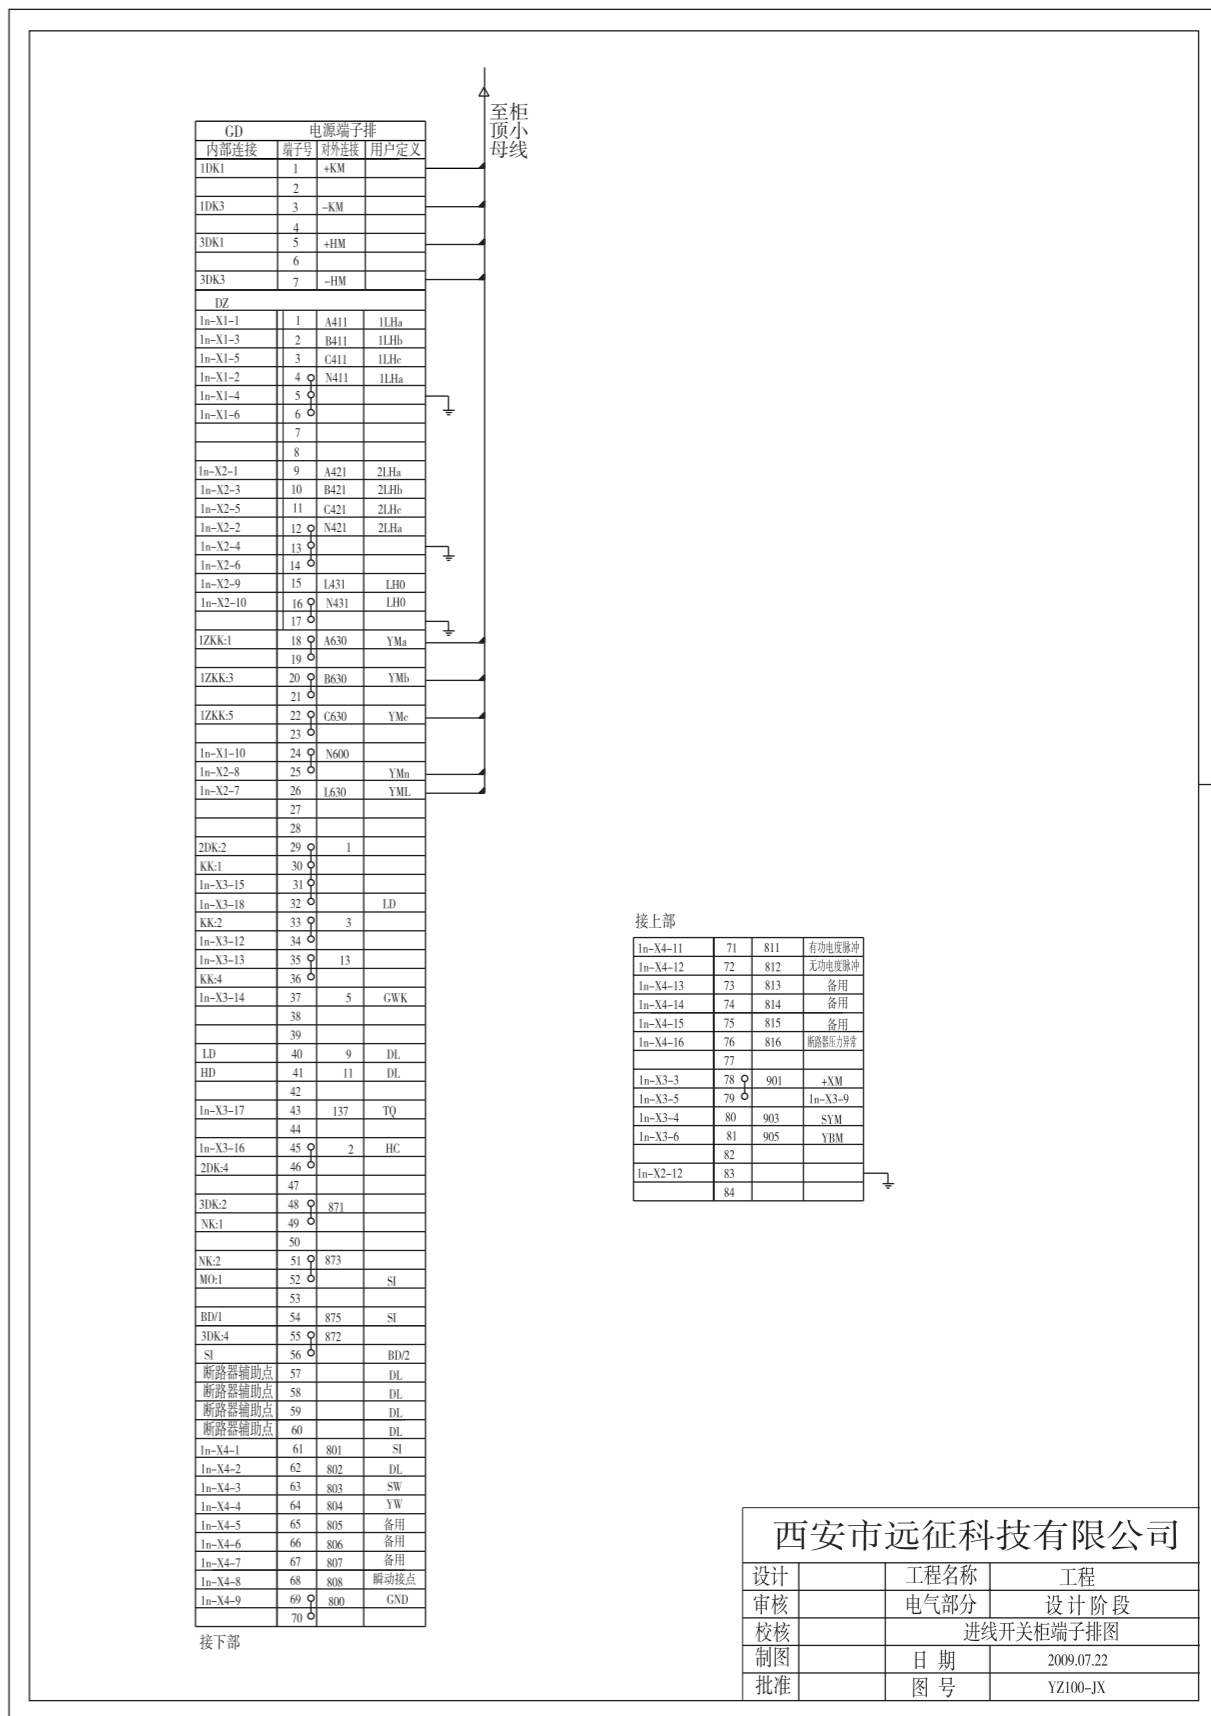 至柜
顶小
母线
GD 电源端子排
内部连接 端子号 对外连接 用户定义
1DK1 1 +KM
2
1DK3 3 -KM
4
3DK1 5 +HM
6
3DK3 7 -HM
DZ
1n-X1-1 1 A411 1LHa
1n-X1-3 2 B411 1LHb
1n-X1-5 3 C411 1LHc
1n-X1-2 4 N411 1LHa
1n-X1-4 5
1n-X1-6 6
7
8
1n-X2-1 9 A421 2LHa
1n-X2-3 10 B421 2LHb
1n-X2-5 11 C421 2LHc
1n-X2-2 12 N421 2LHa
1n-X2-4 13
1n-X2-6 14
1n-X2-9 15 L431 LH0
1n-X2-10 16 N431 LH0
17
1ZKK:1 18 A630 YMa
19
1ZKK:3 20 B630 YMb
21
1ZKK:5 22 C630 YMc
23
1n-X1-10 24 N600
1n-X2-8 25 YMn
1n-X2-7 26 L630 YML
27
28
2DK:2 29 1
KK:1 30
1n-X3-15 31
1n-X3-18 32 LD
KK:2 33 3
1n-X3-12 34
1n-X3-13 35 13
KK:4 36
1n-X3-14 37 5 GWK
38
39
LD 40 9 DL
HD 41 11 DL
42
1n-X3-17 43 137 TQ
44
1n-X3-16 45 2 HC
2DK:4 46
47
3DK:2 48 871
NK:1 49
50
NK:2 51 873
MO:1 52 SI
53
BD/1 54 875 SI
3DK:4 55 872
SI 56 BD/2
断路器辅助点 57 DL
断路器辅助点 58 DL
断路器辅助点 59 DL
断路器辅助点 60 DL
1n-X4-1 61 801 SI
1n-X4-2 62 802 DL
1n-X4-3 63 803 SW
1n-X4-4 64 804 YW
1n-X4-5 65 805 备用
1n-X4-6 66 806 备用
1n-X4-7 67 807 备用
1n-X4-8 68 808 瞬动接点
1n-X4-9 69 800 GND
70
接下部
接上部
1n-X4-11 71 811 有功电度脉冲
1n-X4-12 72 812 无功电度脉冲
1n-X4-13 73 813 备用
1n-X4-14 74 814 备用
1n-X4-15 75 815 备用
1n-X4-16 76 816 断路器压力异常
77
1n-X3-3 78 901 +XM
1n-X3-5 79 1n-X3-9
1n-X3-4 80 903 SYM
1n-X3-6 81 905 YBM
82
1n-X2-12 83
84
西安市远征科技有限公司
设计 工程名称 工程
审核 电气部分 设计阶段
校核 进线开关柜端子排图
制图 日 期 2009.07.22
批准 图 号 YZ100-JX